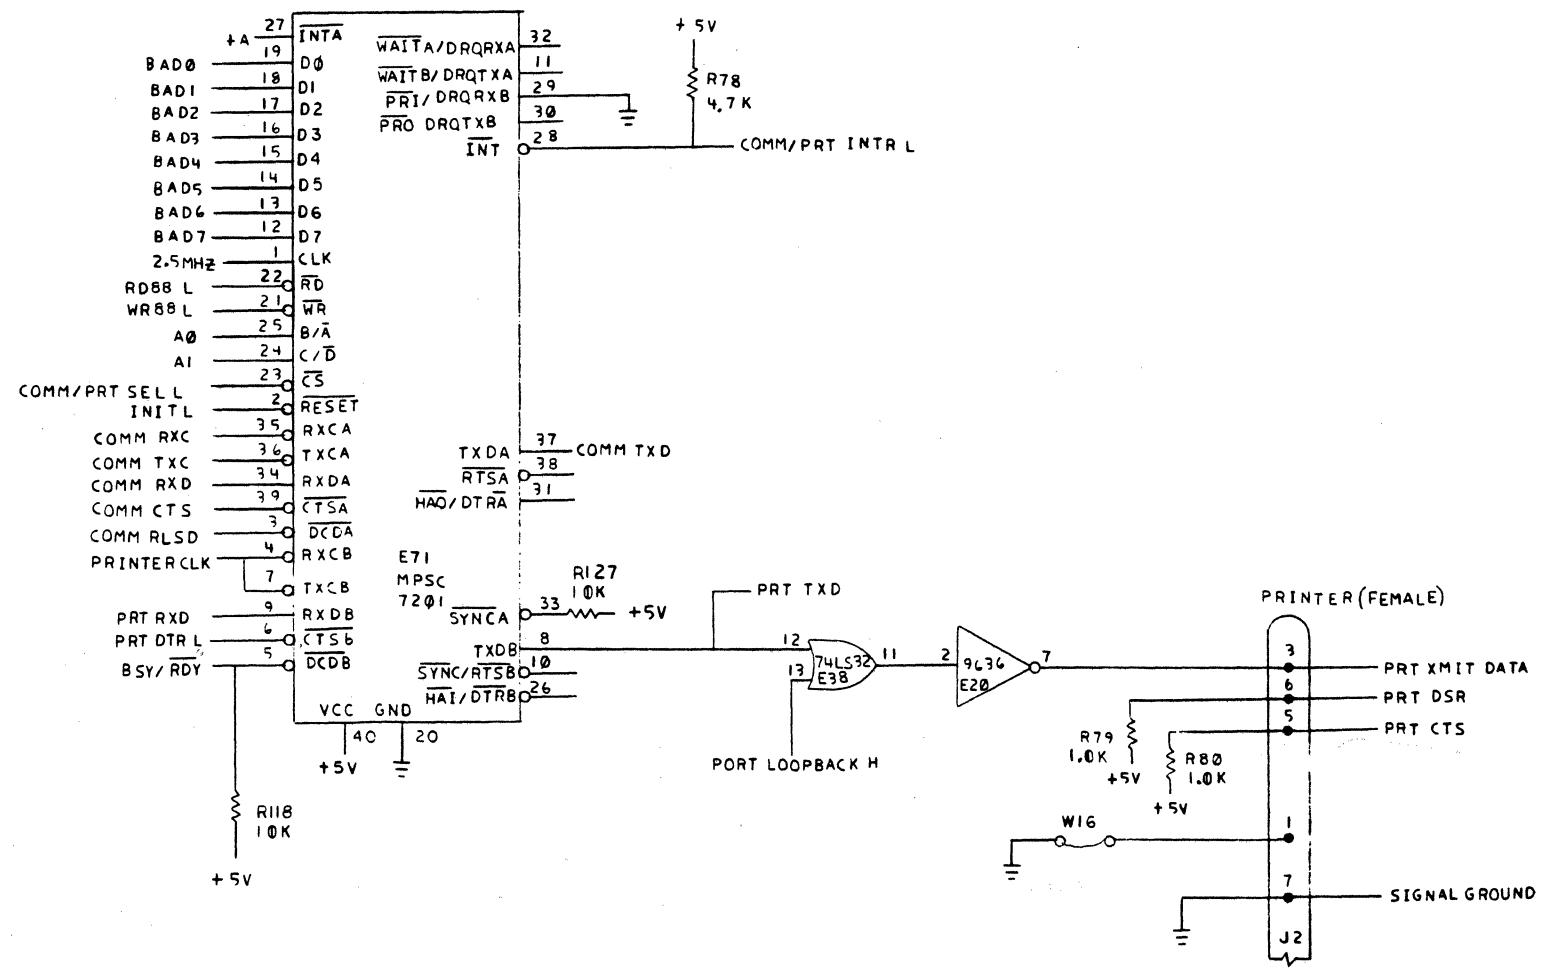 +A 27 INTA
BAD0 19 D0
BAD1 18 D1
BAD2 17 D2
BAD3 16 D3
BAD4 15 D4
BAD5 14 D5
BAD6 13 D6
BAD7 12 D7
2.5MHZ 1 CLK
RD88 L 22 RD
WR88 L 21 WR
A0 25 B/A
A1 24 C/D
COMM/PRT SEL L 23 CS
INIT L 2 RESET
COMM RXC 35 RXCA
COMM TXC 36 TXCA
COMM RXD 34 RXDA
COMM CTS 39 CTSA
COMM RLSD 3 DCDA
PRINTER CLK 4 RXCB
7 TXCB
PRT RXD 9 RXDB
PRT DTR L 6 CTSb
BSY/RDY 5 DCDB
R118
10K
+5V
WAITA/DRQRXA 32
WAITB/DRQTXA 11
PRI/DRQRXB 29
PRO DRQTXB 30
INT 28
+5V
R78
4.7K
COMM/PRT INTR L
TXDA 37 COMM TXD
RTSA 38
HAO/DTRA 31
E71
MPSC
7201
SYNCA 33
R127
10K
+5V
TXDB 8
SYNC/RTSB 10
HAI/DTRB 26
VCC GND
40 20
+5V
PRT TXD
12 13 11
74LS32
E38
PORT LOOPBACK H
2 7
9636
E20
PRINTER (FEMALE)
3 PRT XMIT DATA
6 PRT DSR
5 PRT CTS
R79
1.0K
+5V
R80
1.0K
+5V
W16
1
7 SIGNAL GROUND
J2